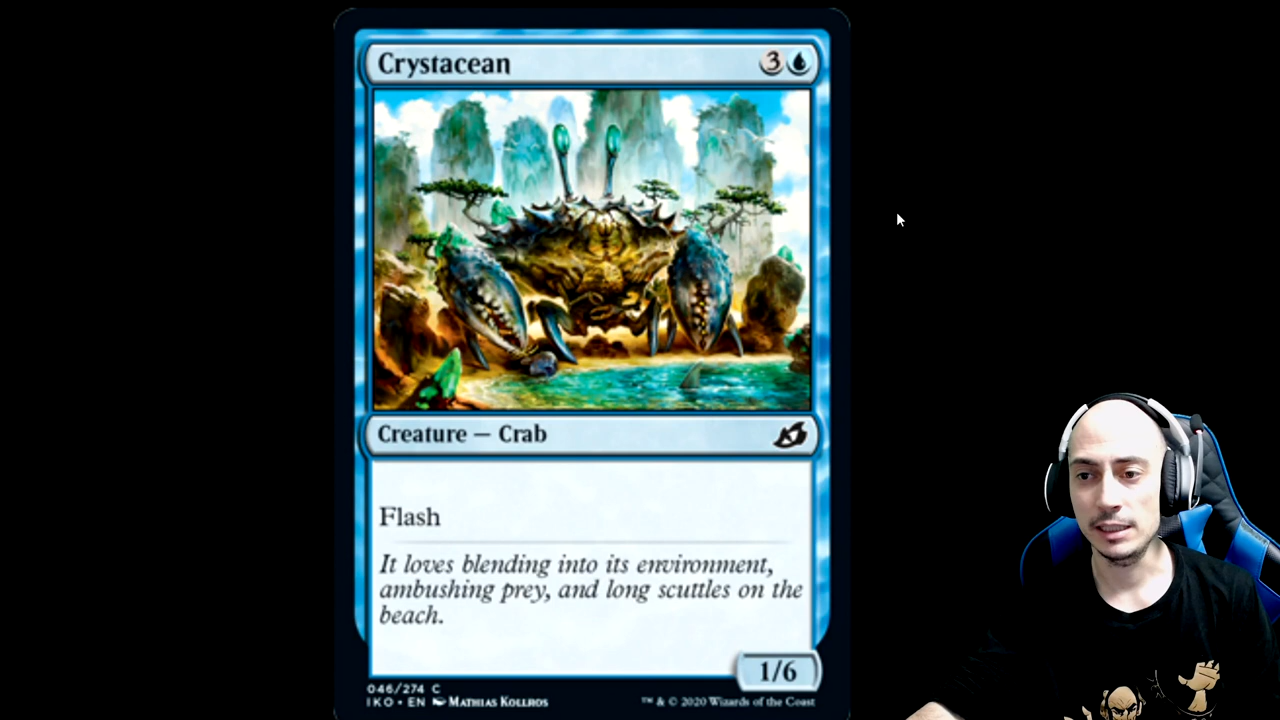 Crystacean 3
Creature — Crab
Flash
It loves blending into its environment,
ambushing prey, and long scuttles on the
beach.
1/6
046/274 C
IKO • EN Mathias Kollros ™ & © 2020 Wizards of the Coast